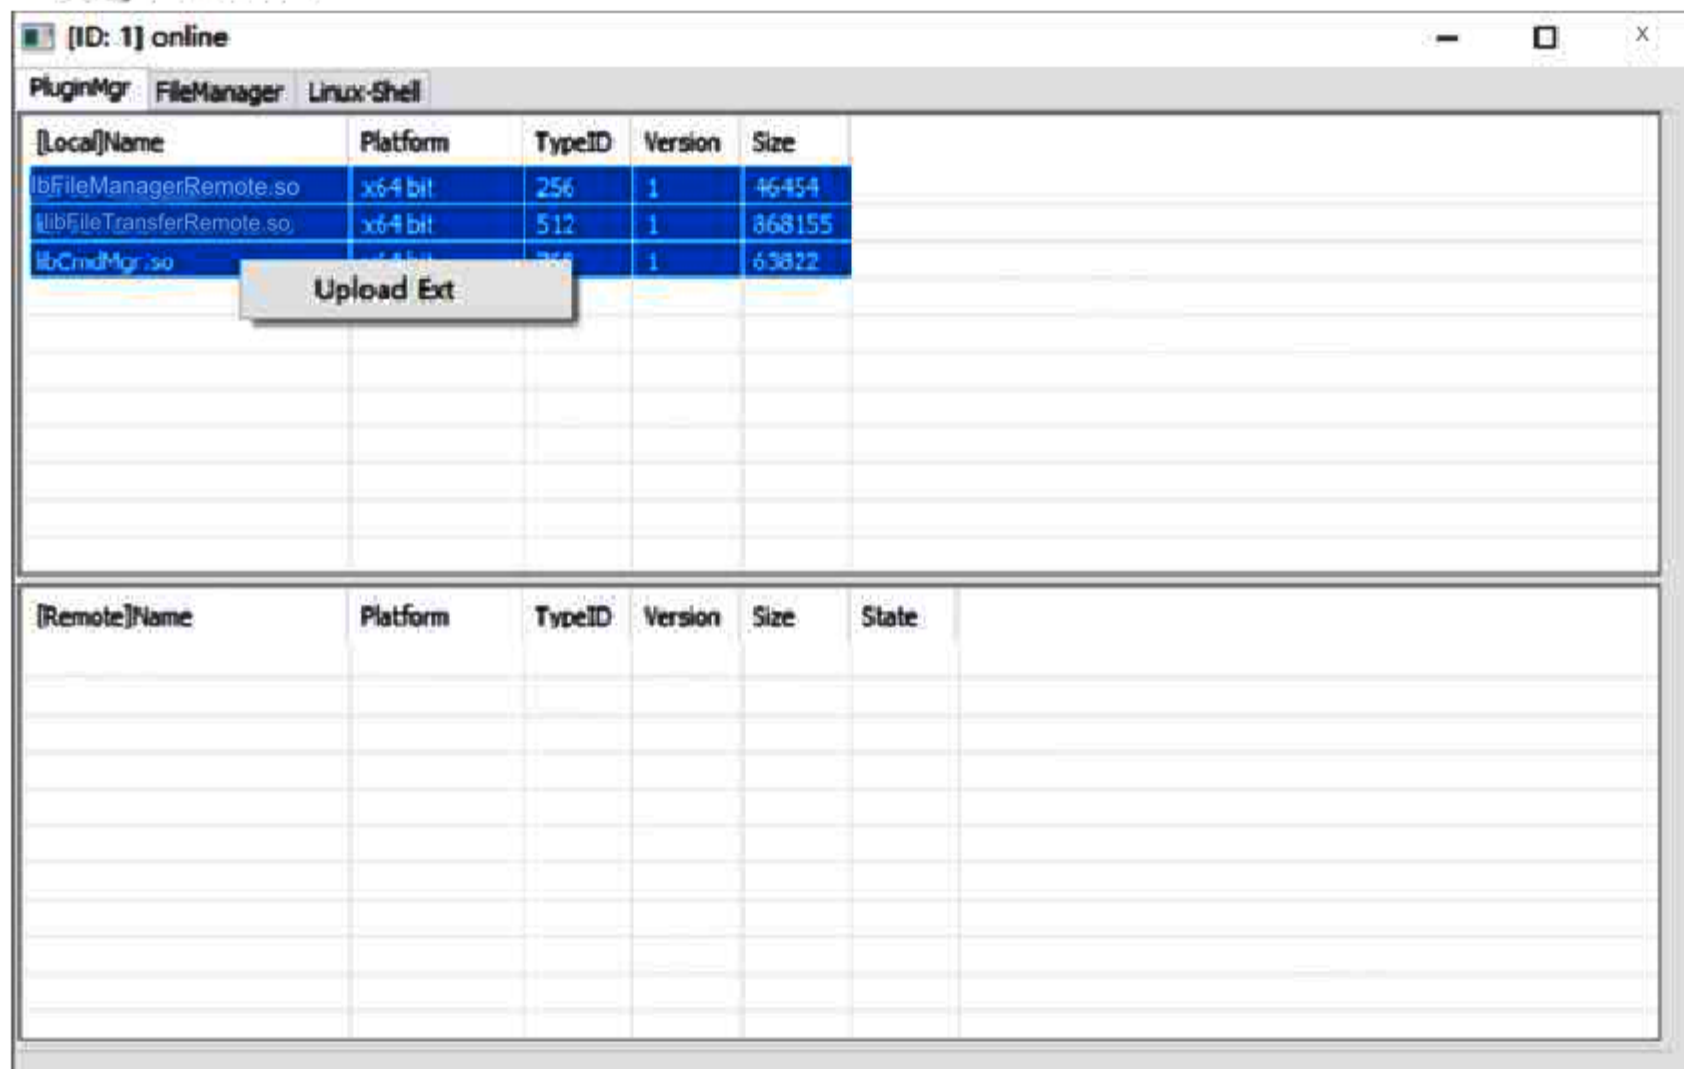 [ID: 1] online
PluginMgr FileManager Linux-Shell
[Local]Name Platform TypeID Version Size
lbFileManagerRemote.so x64 bit 256 1 46454
libFileTransferRemote.so x64 bit 512 1 868155
libCmdMgr.so 1 63822
Upload Ext
[Remote]Name Platform TypeID Version Size State